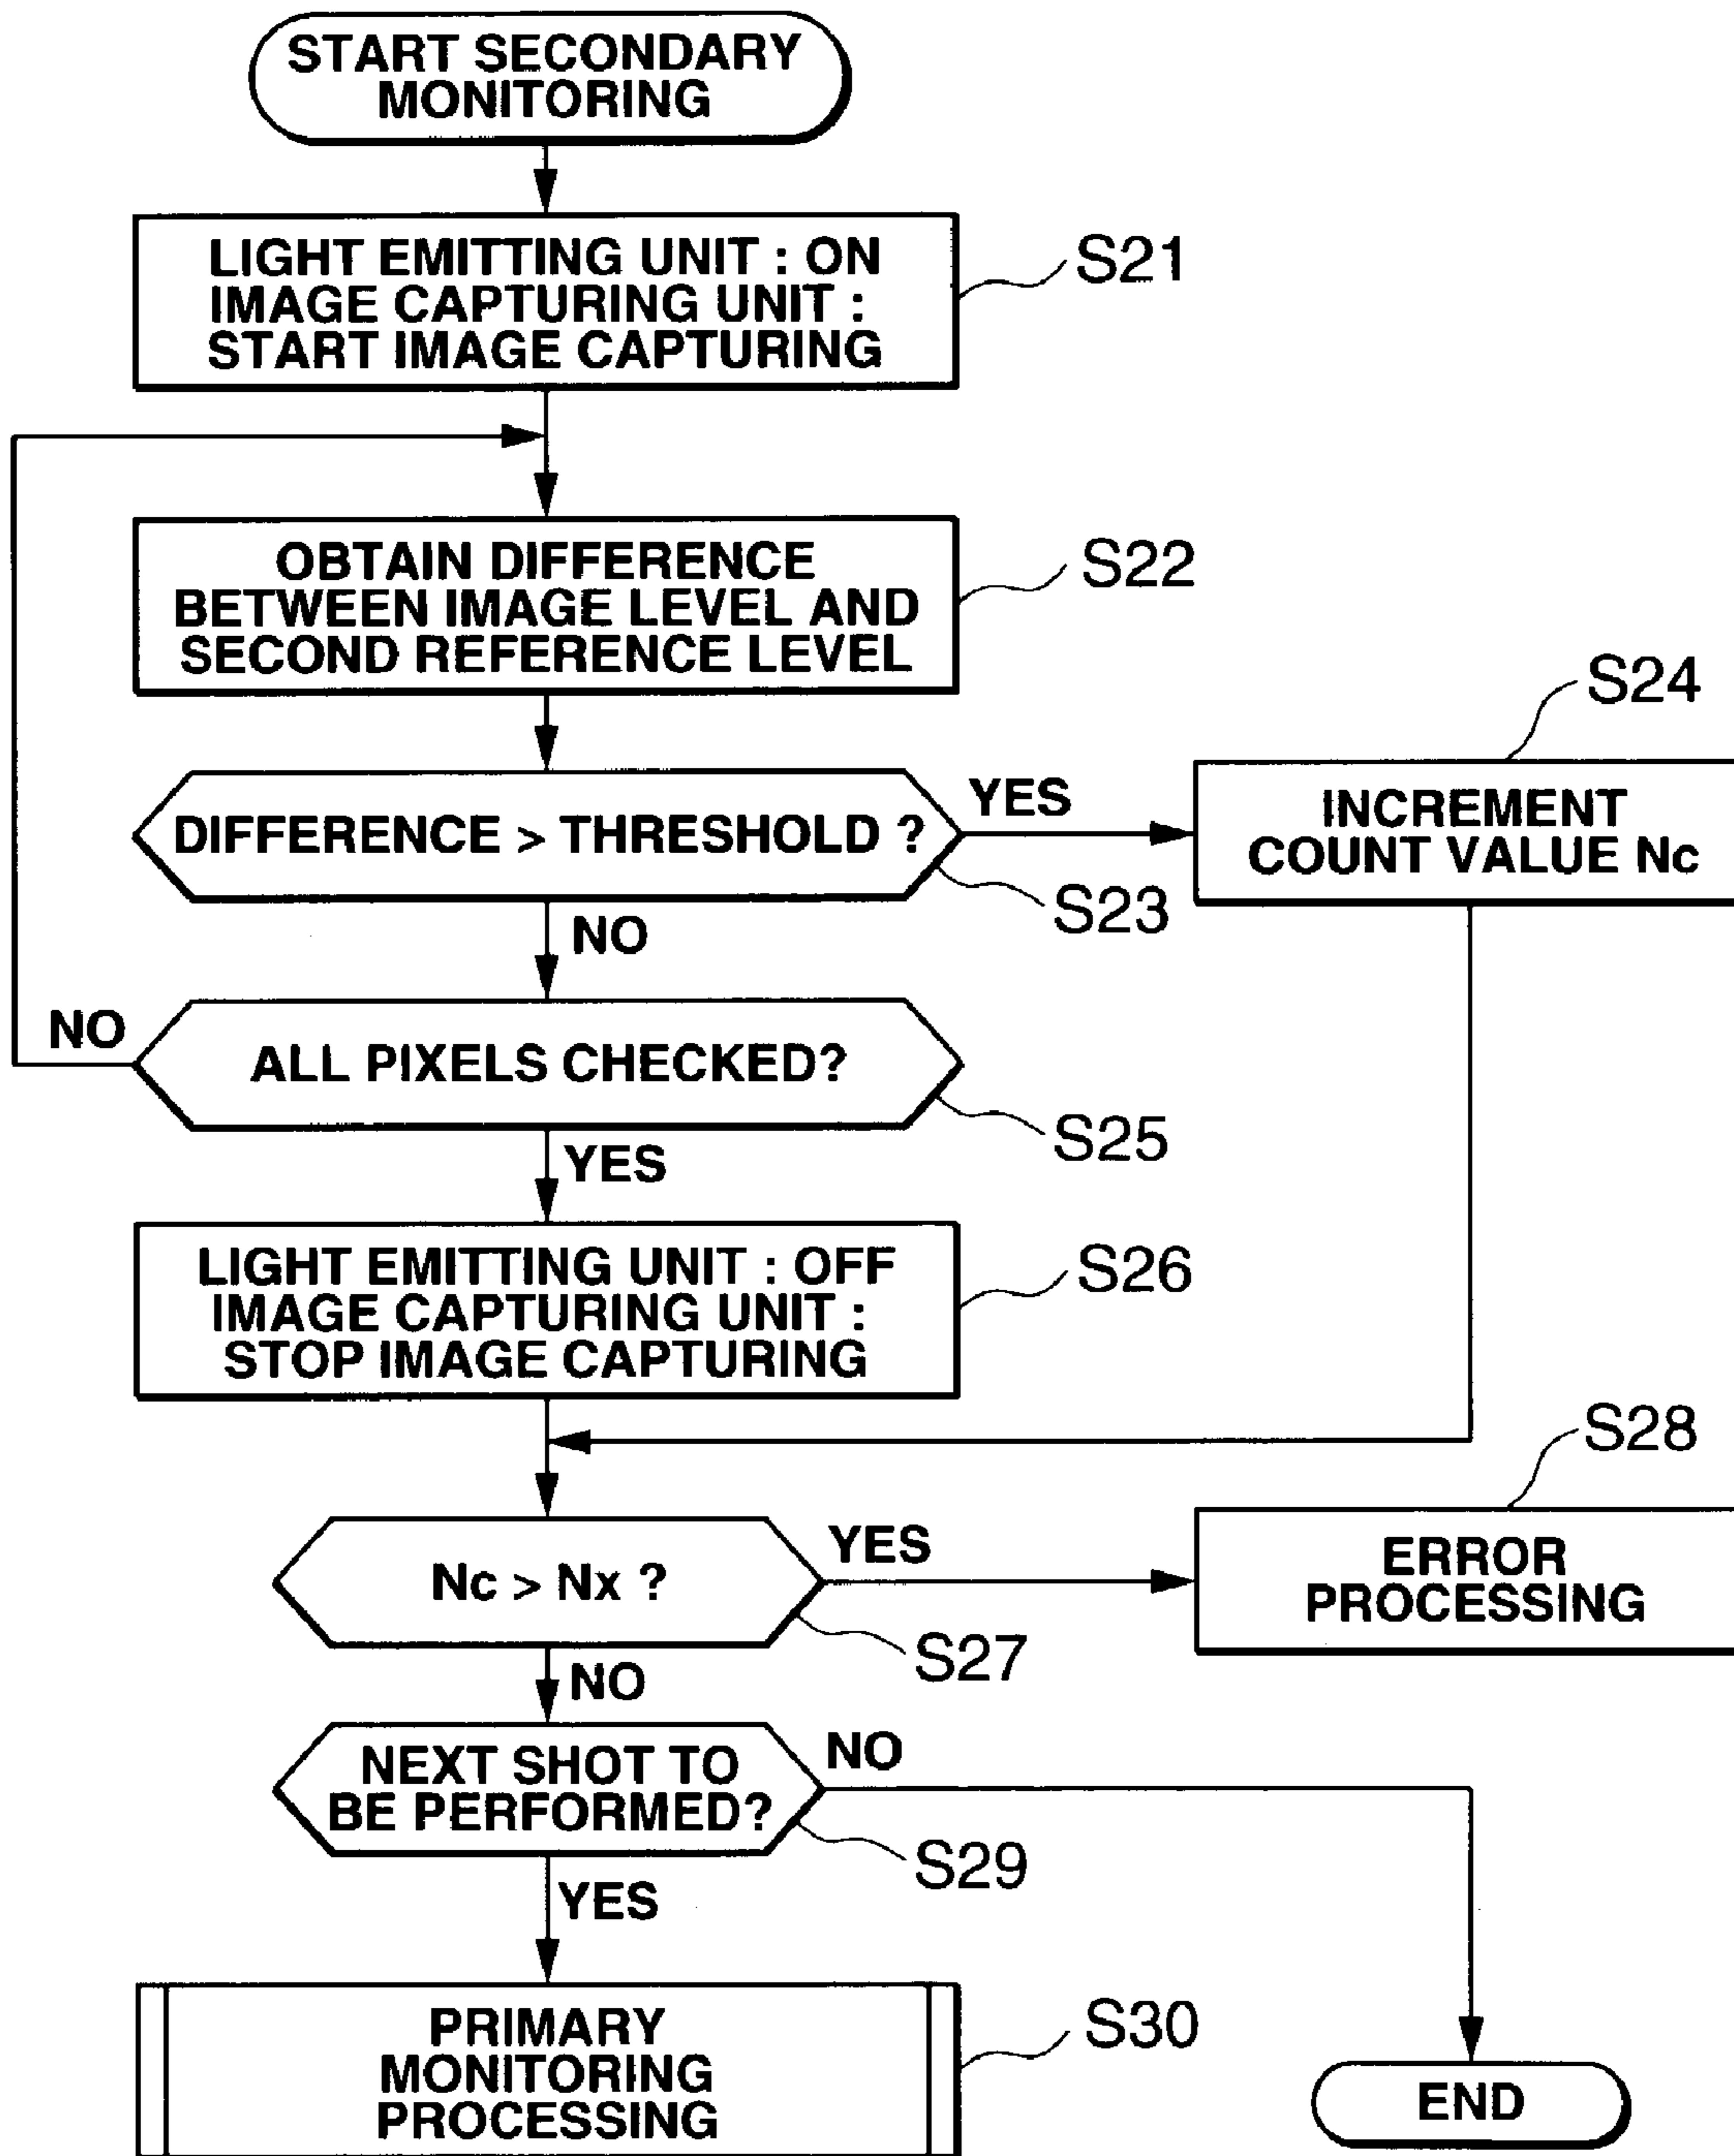 START SECONDARY
MONITORING
LIGHT EMITTING UNIT : ON
IMAGE CAPTURING UNIT :
START IMAGE CAPTURING
S21
OBTAIN DIFFERENCE
BETWEEN IMAGE LEVEL AND
SECOND REFERENCE LEVEL
S22
DIFFERENCE > THRESHOLD ?
YES
S23
NO
S24
INCREMENT
COUNT VALUE Nc
ALL PIXELS CHECKED?
NO
S25
YES
LIGHT EMITTING UNIT : OFF
IMAGE CAPTURING UNIT :
STOP IMAGE CAPTURING
S26
Nc > Nx ?
YES
S27
NO
S28
ERROR
PROCESSING
NEXT SHOT TO
BE PERFORMED?
NO
S29
YES
PRIMARY
MONITORING
PROCESSING
S30
END